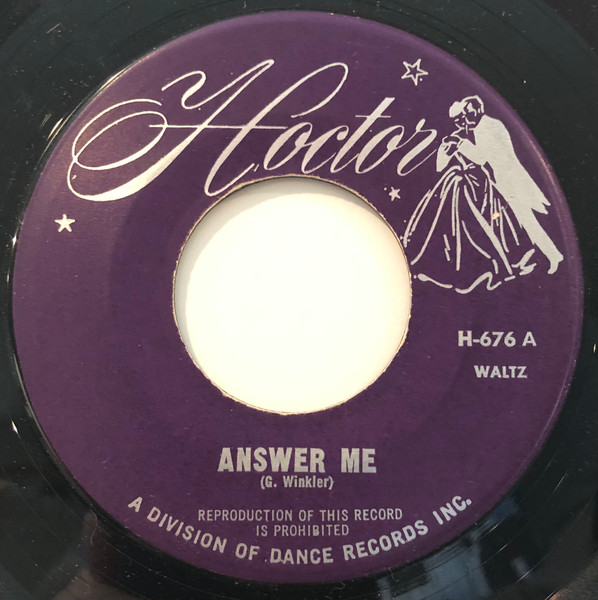 Hoctor
H-676 A
WALTZ
ANSWER ME
(G. Winkler)
REPRODUCTION OF THIS RECORD
IS PROHIBITED
A DIVISION OF DANCE RECORDS INC.